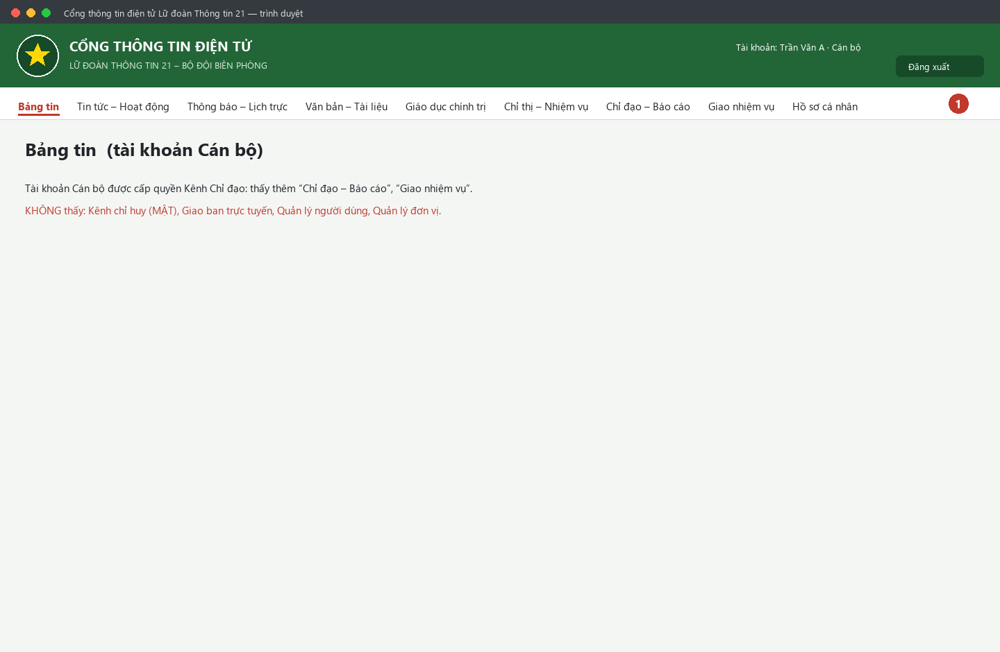 Cổng thông tin điện tử Lữ đoàn Thông tin 21 — trình duyệt
CỔNG THÔNG TIN ĐIỆN TỬ
LỮ ĐOÀN THÔNG TIN 21 – BỘ ĐỘI BIÊN PHÒNG
Tài khoản: Trần Văn A · Cán bộ
Đăng xuất
Bảng tin Tin tức – Hoạt động Thông báo – Lịch trực Văn bản – Tài liệu Giáo dục chính trị Chỉ thị – Nhiệm vụ Chỉ đạo – Báo cáo Giao nhiệm vụ Hồ sơ cá nhân 1
Bảng tin (tài khoản Cán bộ)
Tài khoản Cán bộ được cấp quyền Kênh Chỉ đạo: thấy thêm “Chỉ đạo – Báo cáo”, “Giao nhiệm vụ”.
KHÔNG thấy: Kênh chỉ huy (MẬT), Giao ban trực tuyến, Quản lý người dùng, Quản lý đơn vị.